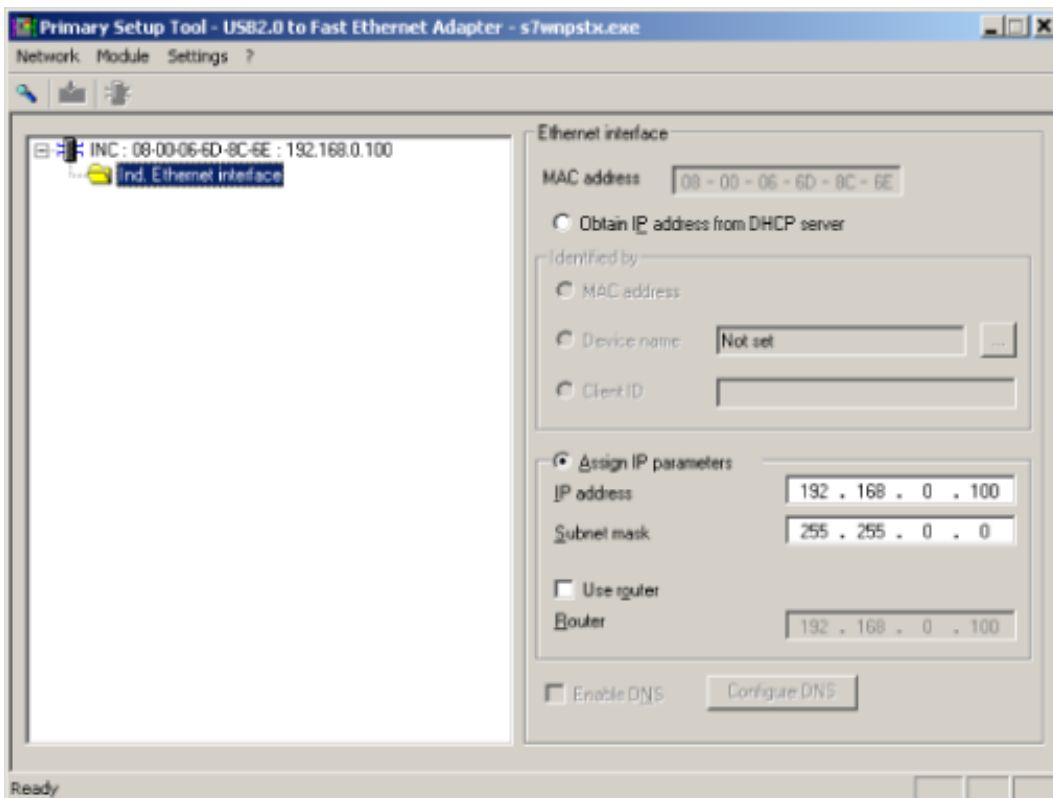 Primary Setup Tool - USB2.0 to Fast Ethernet Adapter - s7wnpstx.exe
Network Module Settings ?
INC : 08-00-06-6D-8C-6E : 192.168.0.100
Ind. Ethernet interface
Ethernet interface
MAC address 08 - 00 - 06 - 6D - 8C - 6E
Obtain IP address from DHCP server
Identified by
MAC address
Device name Not set ...
Client ID
Assign IP parameters
IP address 192 . 168 . 0 . 100
Subnet mask 255 . 255 . 0 . 0
Use router
Router 192 . 168 . 0 . 100
Enable DNS Configure DNS
Ready